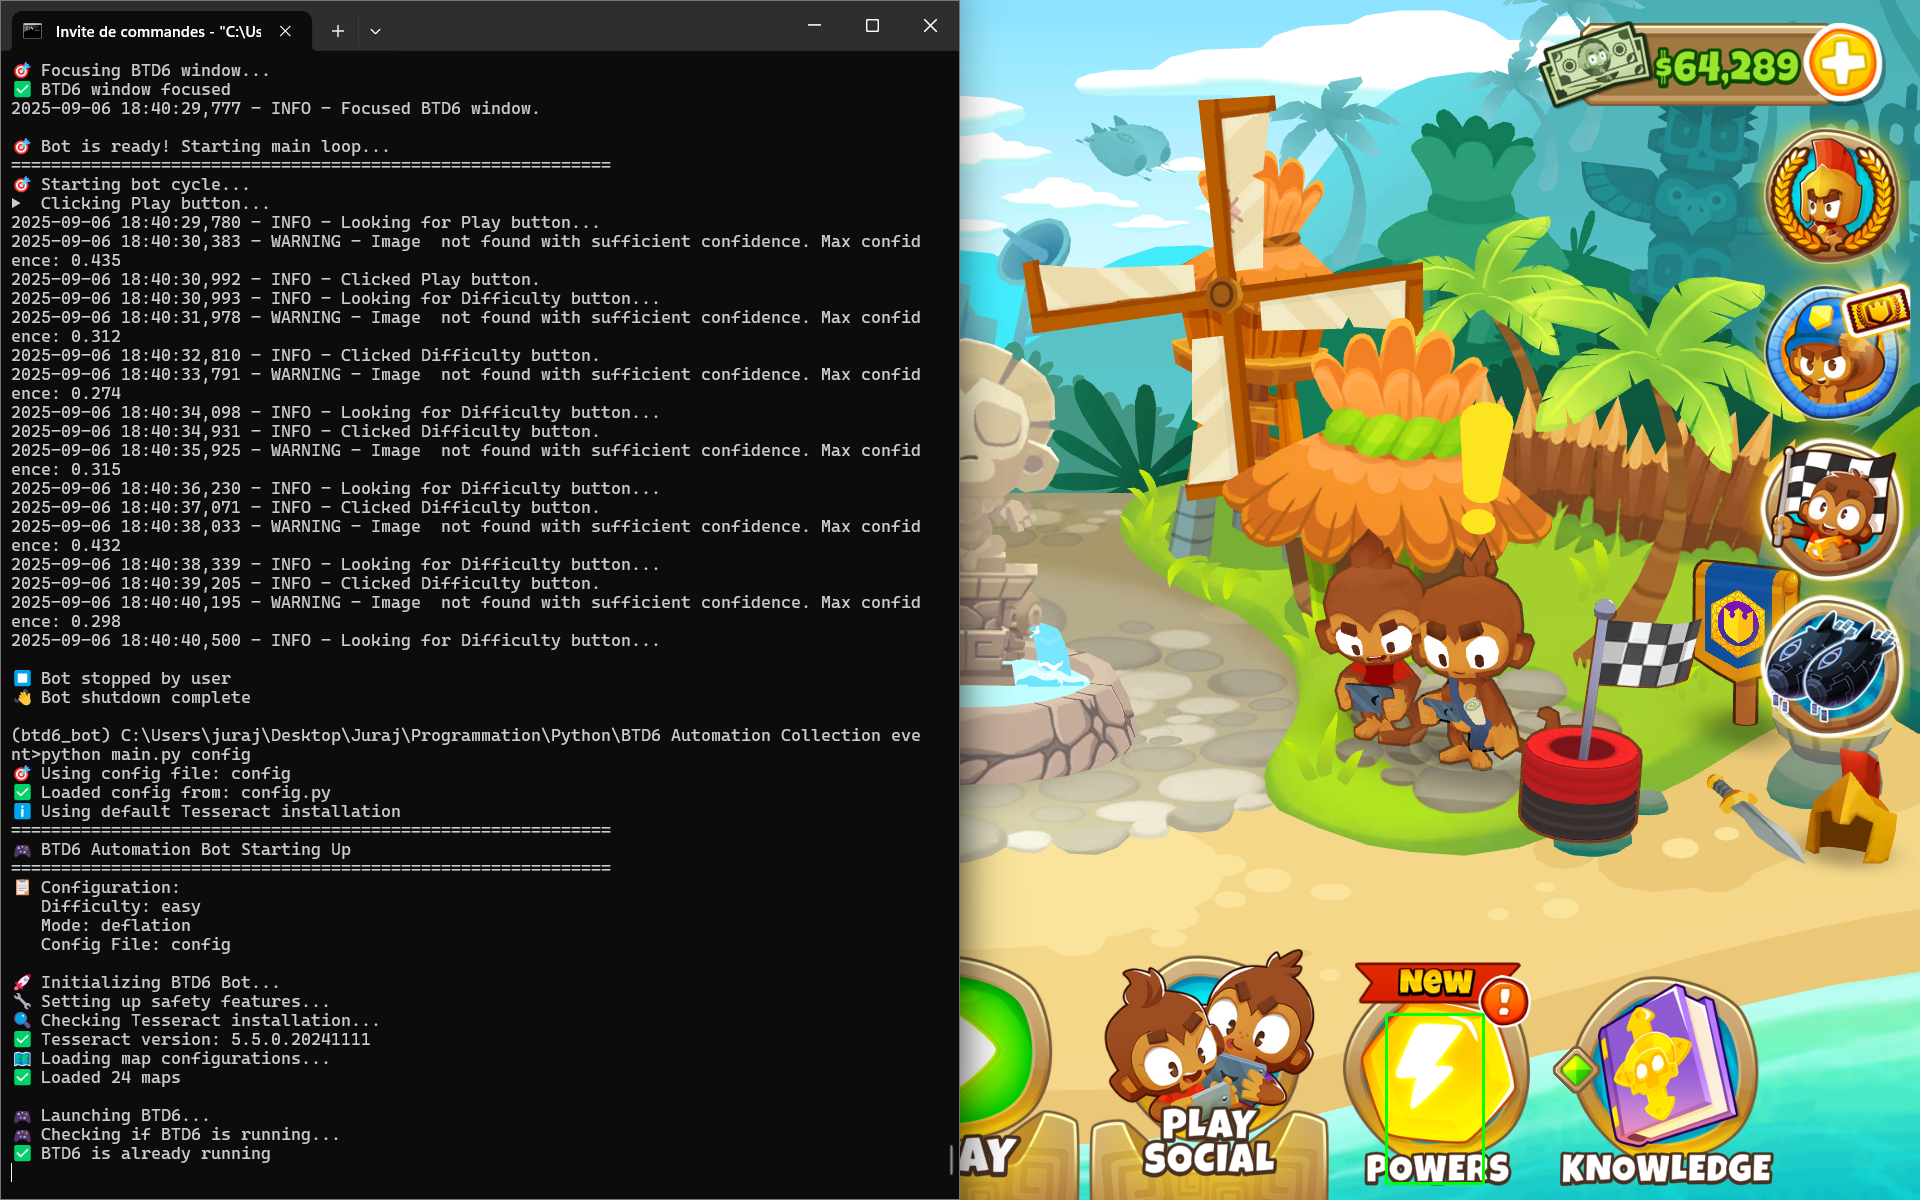 Invite de commandes - "C:\Us
Focusing BTD6 window...
BTD6 window focused
2025-09-06 18:40:29,777 - INFO - Focused BTD6 window.
Bot is ready! Starting main loop...
============================================================
Starting bot cycle...
Clicking Play button...
2025-09-06 18:40:29,780 - INFO - Looking for Play button...
2025-09-06 18:40:30,383 - WARNING - Image  not found with sufficient confidence. Max confid
ence: 0.435
2025-09-06 18:40:30,992 - INFO - Clicked Play button.
2025-09-06 18:40:30,993 - INFO - Looking for Difficulty button...
2025-09-06 18:40:31,978 - WARNING - Image  not found with sufficient confidence. Max confid
ence: 0.312
2025-09-06 18:40:32,810 - INFO - Clicked Difficulty button.
2025-09-06 18:40:33,791 - WARNING - Image  not found with sufficient confidence. Max confid
ence: 0.274
2025-09-06 18:40:34,098 - INFO - Looking for Difficulty button...
2025-09-06 18:40:34,931 - INFO - Clicked Difficulty button.
2025-09-06 18:40:35,925 - WARNING - Image  not found with sufficient confidence. Max confid
ence: 0.315
2025-09-06 18:40:36,230 - INFO - Looking for Difficulty button...
2025-09-06 18:40:37,071 - INFO - Clicked Difficulty button.
2025-09-06 18:40:38,033 - WARNING - Image  not found with sufficient confidence. Max confid
ence: 0.432
2025-09-06 18:40:38,339 - INFO - Looking for Difficulty button...
2025-09-06 18:40:39,205 - INFO - Clicked Difficulty button.
2025-09-06 18:40:40,195 - WARNING - Image  not found with sufficient confidence. Max confid
ence: 0.298
2025-09-06 18:40:40,500 - INFO - Looking for Difficulty button...
Bot stopped by user
Bot shutdown complete
(btd6_bot) C:\Users\juraj\Desktop\Juraj\Programmation\Python\BTD6 Automation Collection eve
nt>python main.py config
Using config file: config
Loaded config from: config.py
Using default Tesseract installation
============================================================
BTD6 Automation Bot Starting Up
============================================================
Configuration:
Difficulty: easy
Mode: deflation
Config File: config
Initializing BTD6 Bot...
Setting up safety features...
Checking Tesseract installation...
Tesseract version: 5.5.0.20241111
Loading map configurations...
Loaded 24 maps
Launching BTD6...
Checking if BTD6 is running...
BTD6 is already running
$64,289
New
!
AY
PLAY
SOCIAL
POWERS
KNOWLEDGE